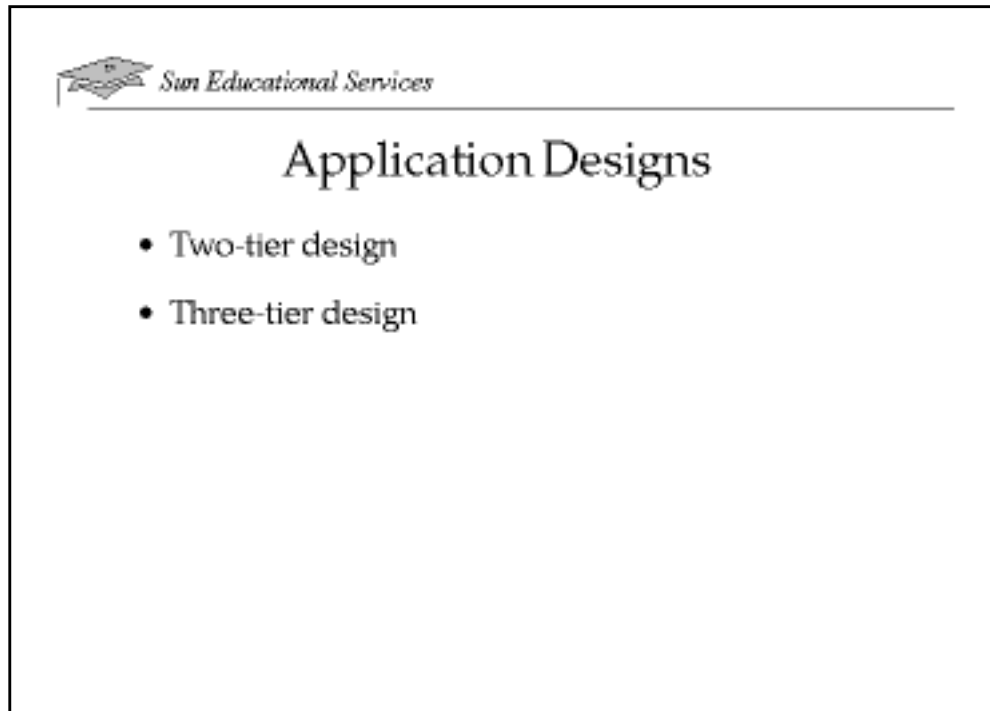 Sun Educational Services
Application Designs
• Two-tier design
• Three-tier design